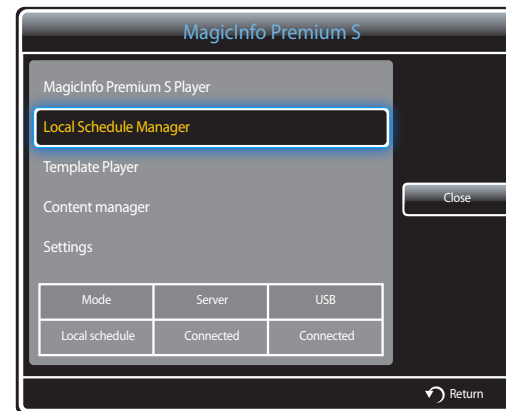 MagicInfo Premium S
MagicInfo Premium S Player
Local Schedule Manager
Template Player
Content manager
Settings
Close
Mode Server USB
Local schedule Connected Connected
Return